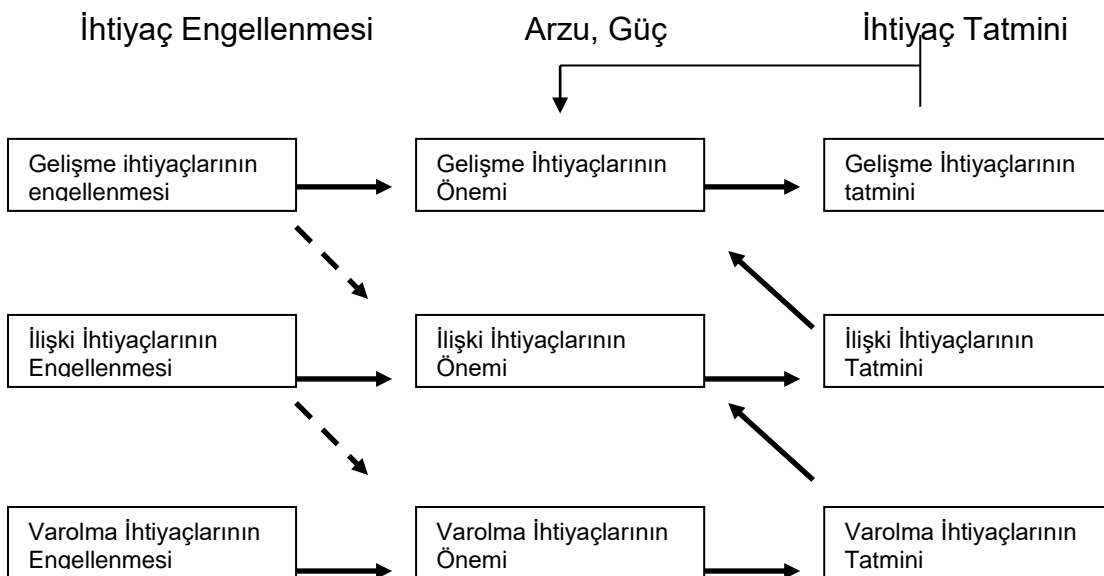 İhtiyaç Engellenmesi
Arzu, Güç
İhtiyaç Tatmini
Gelişme ihtiyaçlarının
engellenmesi
Gelişme İhtiyaçlarının
Önemi
Gelişme İhtiyaçlarının
tatmini
İlişki İhtiyaçlarının
Engellenmesi
İlişki İhtiyaçlarının
Önemi
İlişki İhtiyaçlarının
Tatmini
Varolma İhtiyaçlarının
Engellenmesi
Varolma İhtiyaçlarının
Önemi
Varolma İhtiyaçlarının
Tatmini